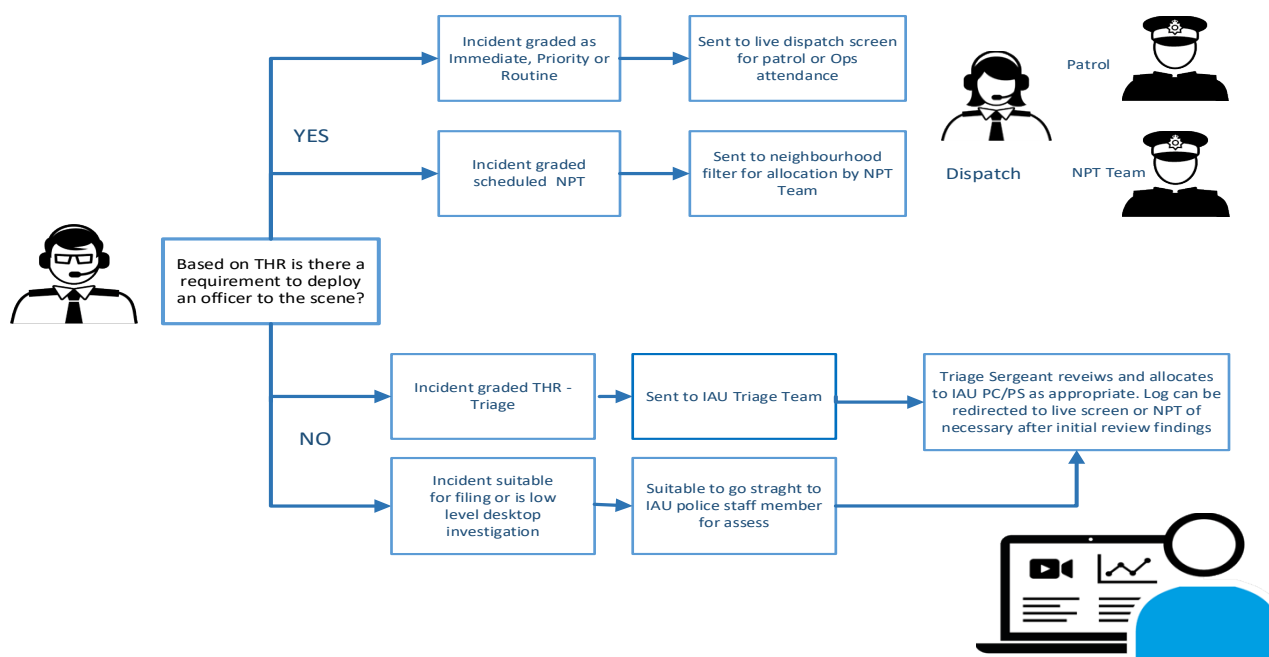 Incident graded as
Immediate, Priority or
Routine
Sent to live dispatch screen
for patrol or Ops
attendance
Patrol
YES
Incident graded
scheduled NPT
Sent to neighbourhood
filter for allocation by NPT
Team
Dispatch
NPT Team
Based on THR is there a
requirement to deploy
an officer to the scene?
Incident graded THR -
Triage
Sent to IAU Triage Team
Triage Sergeant reveiws and allocates
to IAU PC/PS as appropriate. Log can be
redirected to live screen or NPT of
necessary after initial review findings
NO
Incident suitable
for filing or is low
level desktop
investigation
Suitable to go straght to
IAU police staff member
for assess